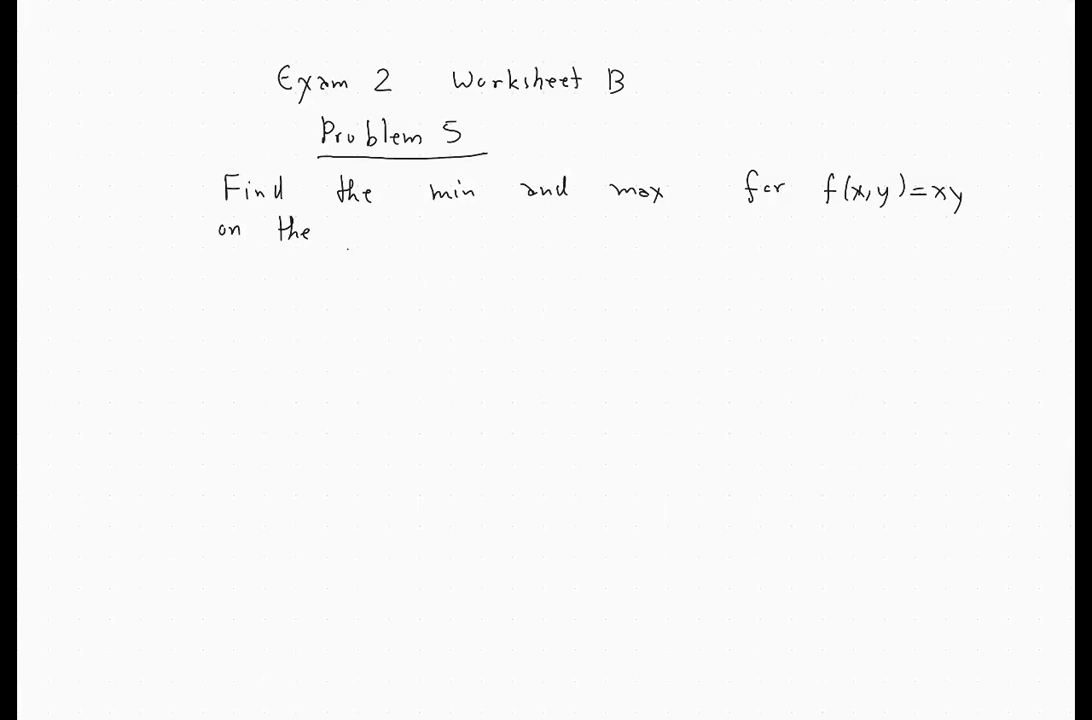 Exam 2 Worksheet B
Problem 5
Find the min and max for f(x,y)=xy
on the